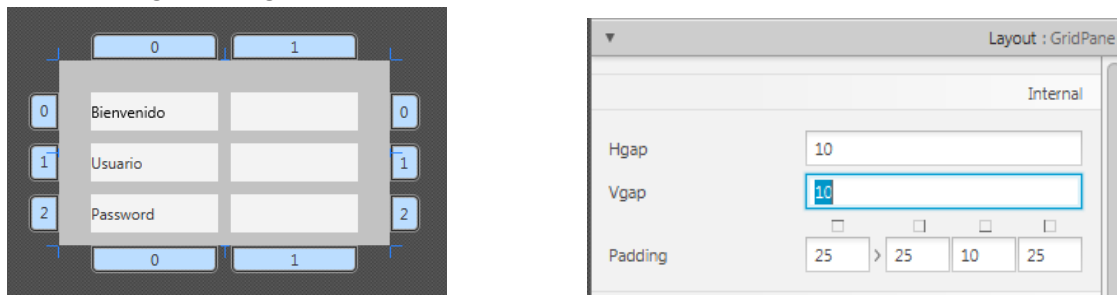 0 1
0 Bienvenido 0
1 Usuario 1
2 Password 2
0 1
Layout : GridPane
Internal
Hgap 10
Vgap 10
Padding 25 > 25 10 25